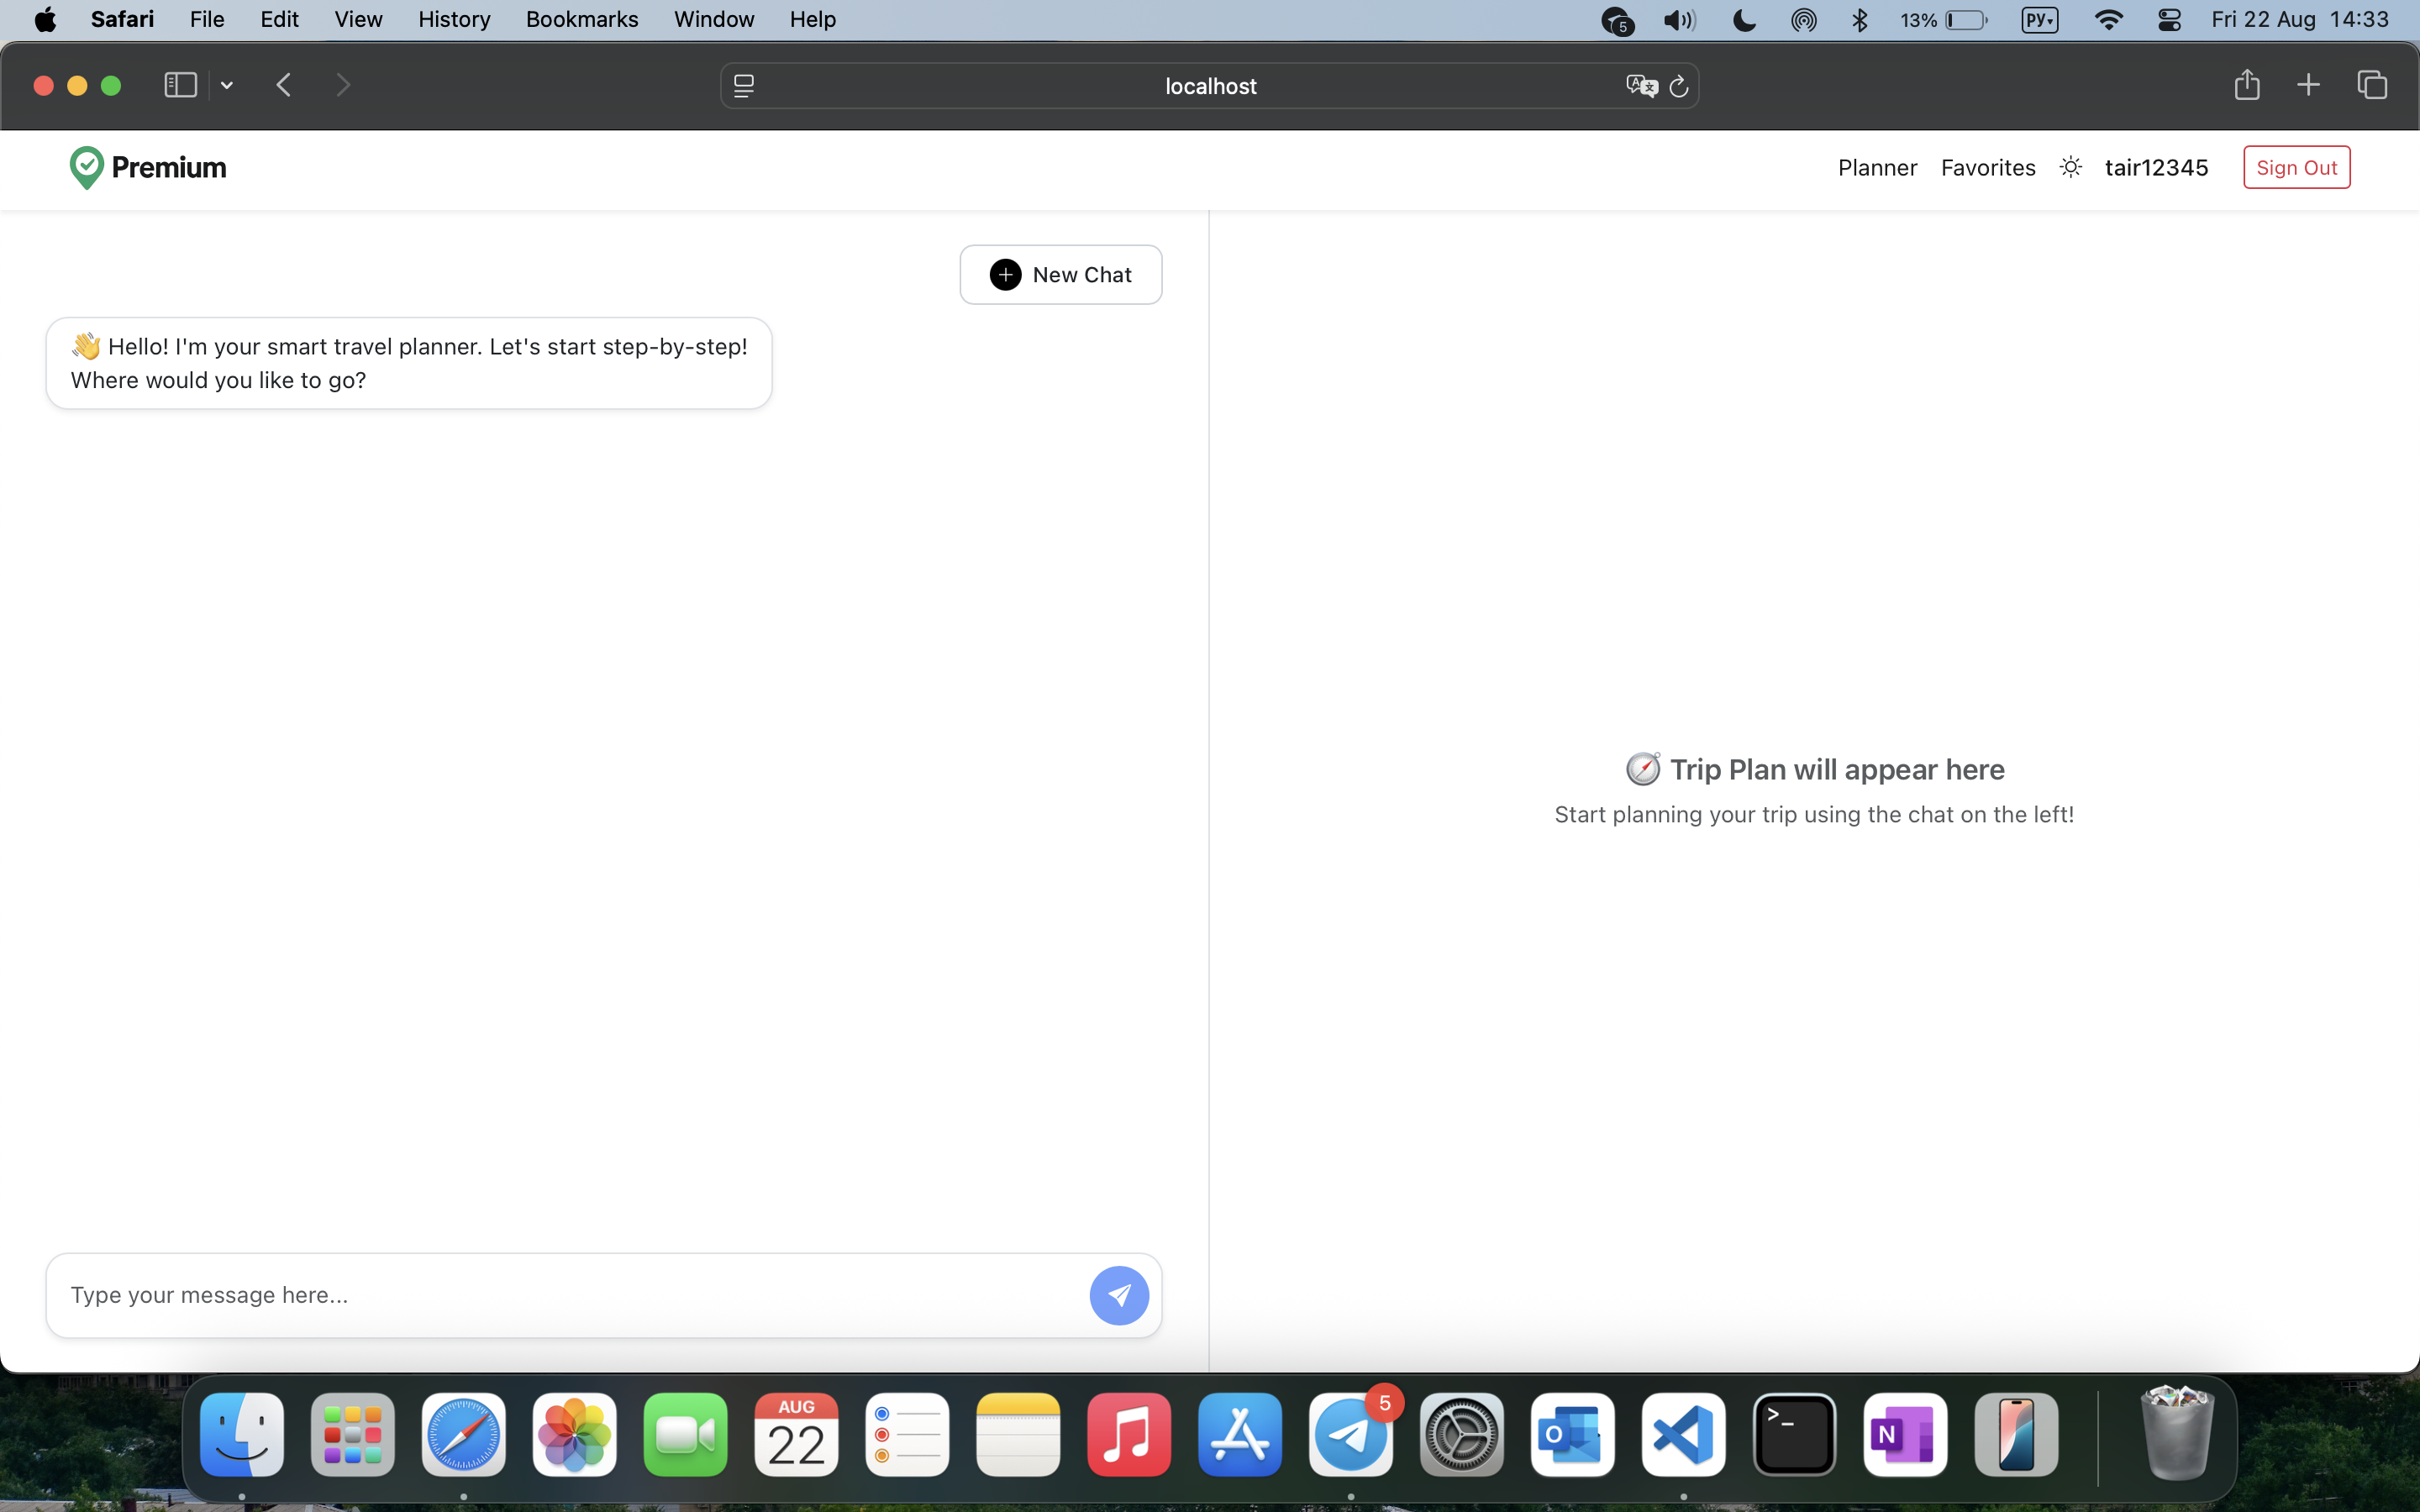 Safari File Edit View History Bookmarks Window Help 5 13% РУ Fri 22 Aug 14:33
localhost
Premium Planner Favorites tair12345 Sign Out
New Chat
👋 Hello! I'm your smart travel planner. Let's start step-by-step!
Where would you like to go?
🧭 Trip Plan will appear here
Start planning your trip using the chat on the left!
Type your message here...
AUG 5
22